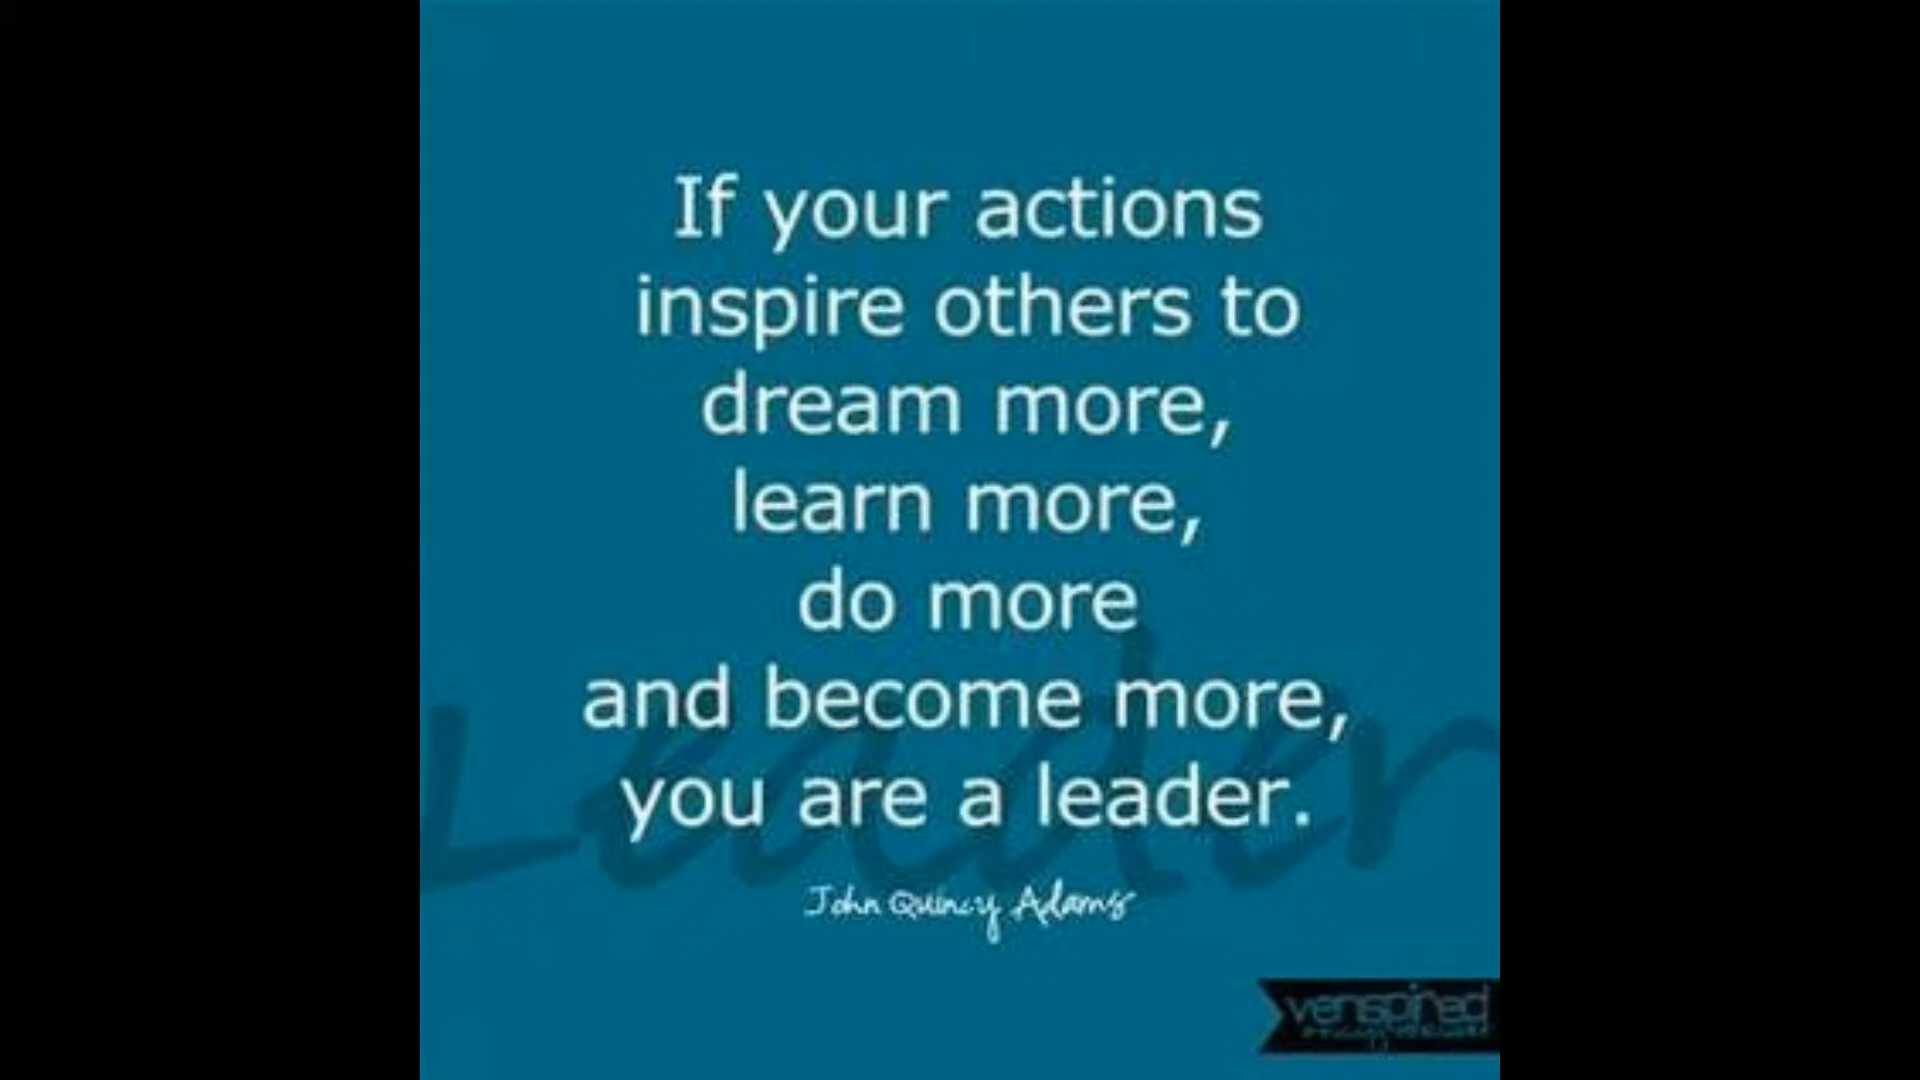 If your actions
inspire others to
dream more,
learn more,
do more
and become more,
you are a leader.
Leader
John Quincy Adams
venspired